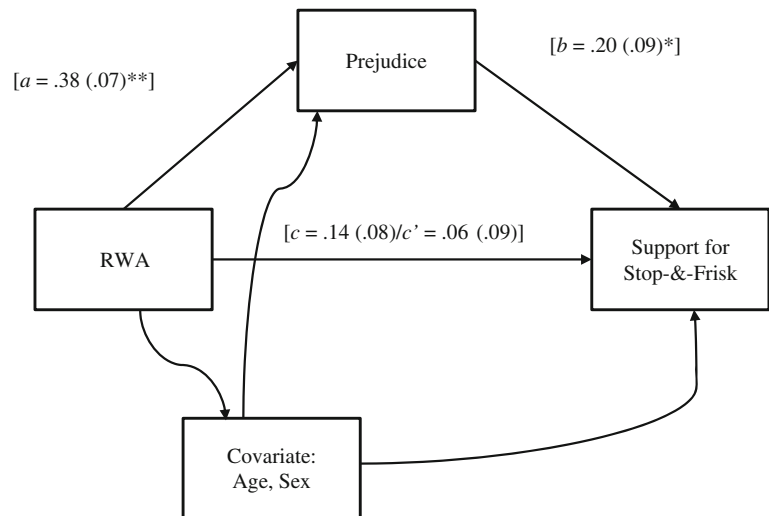 Prejudice
[b = .20 (.09)*]
[a = .38 (.07)**]
RWA
[c = .14 (.08)/c’ = .06 (.09)]
Support for
Stop-&-Frisk
Covariate:
Age, Sex